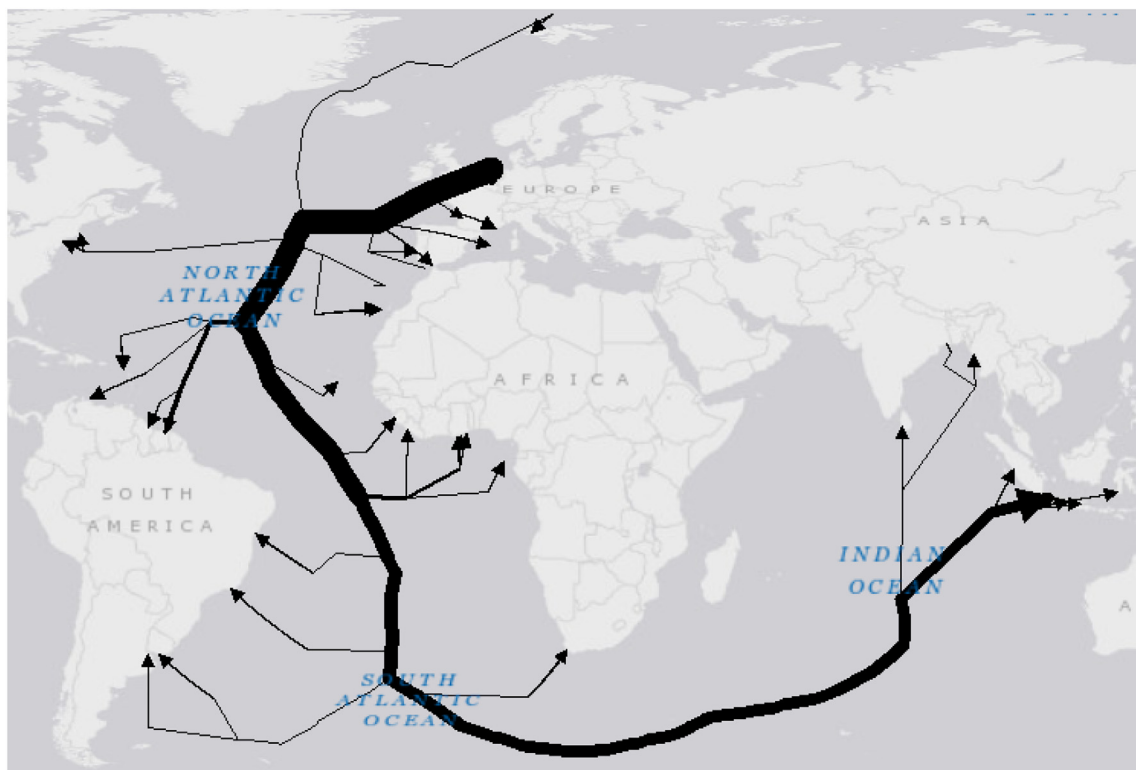 EUROPE
ASIA
NORTH
ATLANTIC
OCEAN
AFRICA
SOUTH
AMERICA
INDIAN
OCEAN
A
SOUTH
ATLANTIC
OCEAN